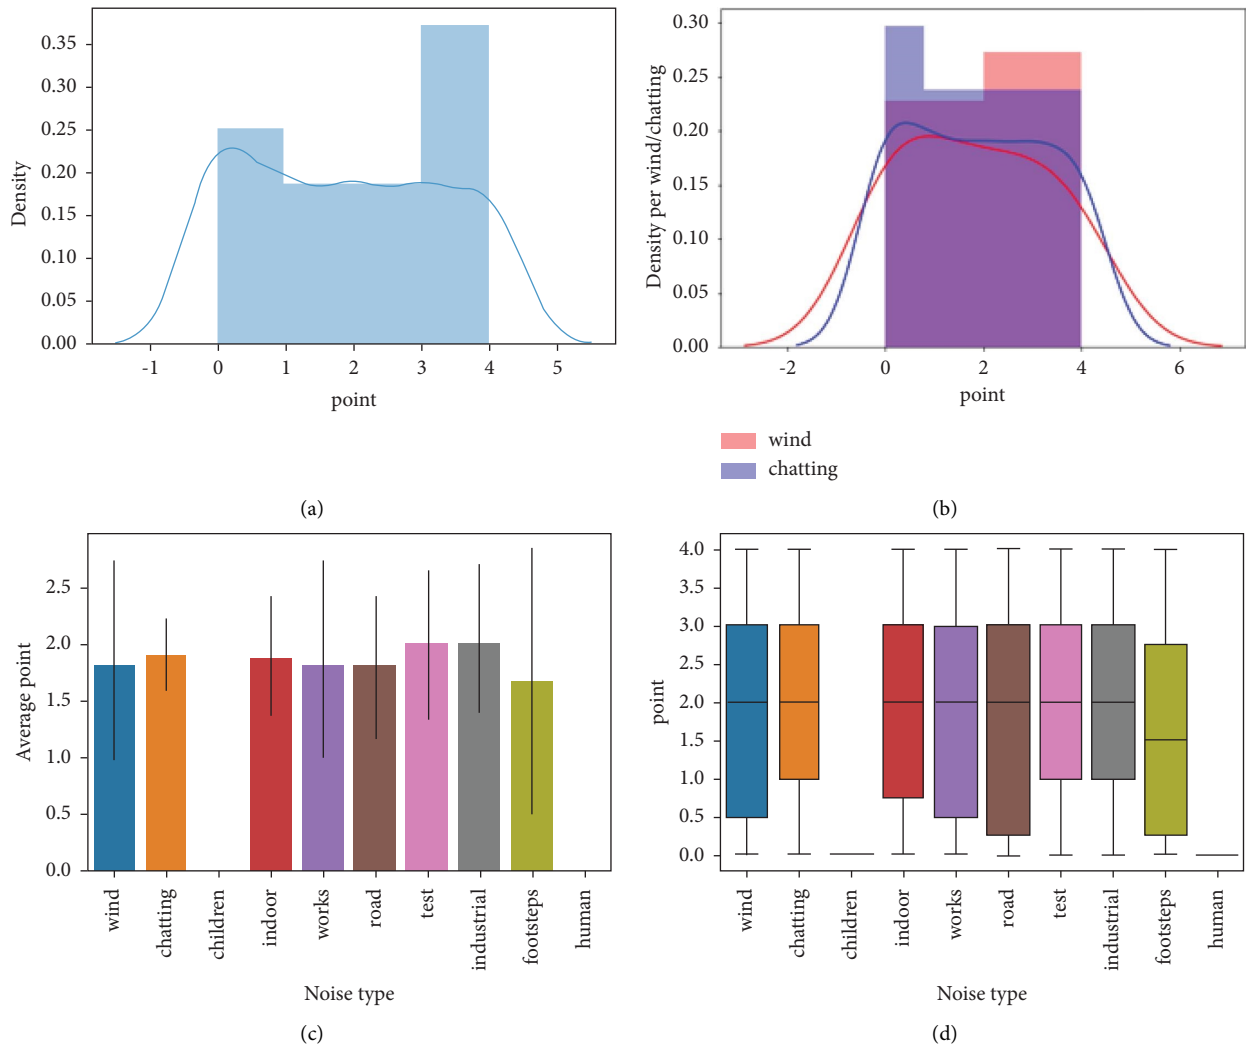 0.35
0.30
0.25
0.20
0.15
0.10
0.05
0.00
Density
-1 0 1 2 3 4 5
point
(a)
0.30
0.25
0.20
0.15
0.10
0.05
0.00
Density per wind/chatting
-2 0 2 4 6
point
wind
chatting
(b)
2.5
2.0
1.5
1.0
0.5
0.0
Average point
wind
chatting
children
indoor
works
road
test
industrial
footsteps
human
Noise type
(c)
4.0
3.0
2.5
2.0
1.5
1.0
0.0
point
wind
chatting
children
indoor
works
road
test
industrial
footsteps
human
Noise type
(d)